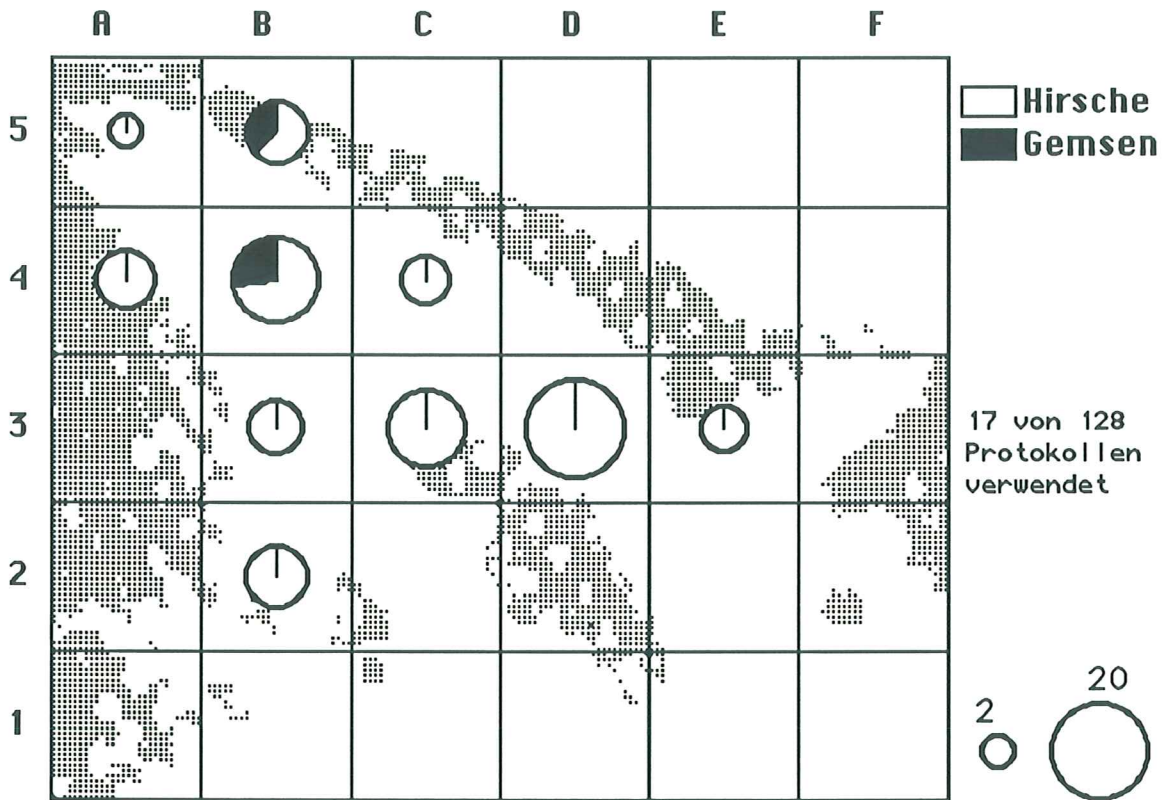 A B C D E F
5
4
3
2
1
Hirsche
Gemsen
17 von 128
Protokollen
verwendet
2 20